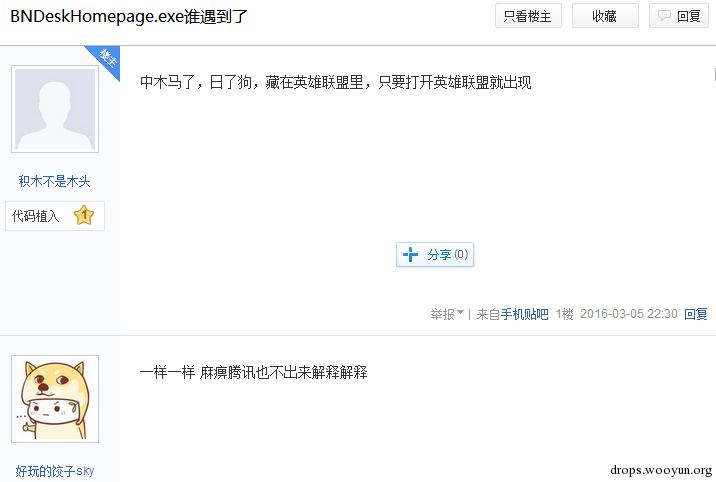 BNDeskHomepage.exe谁遇到了
只看楼主
收藏
回复
楼主
中木马了，日了狗，藏在英雄联盟里，只要打开英雄联盟就出现
积木不是木头
代码植入 1
分享(0)
举报 | 来自手机贴吧 1楼 2016-03-05 22:30 回复
一样一样 麻痹腾讯也不出来解释解释
好玩的饺子sky
drops.wooyun.org